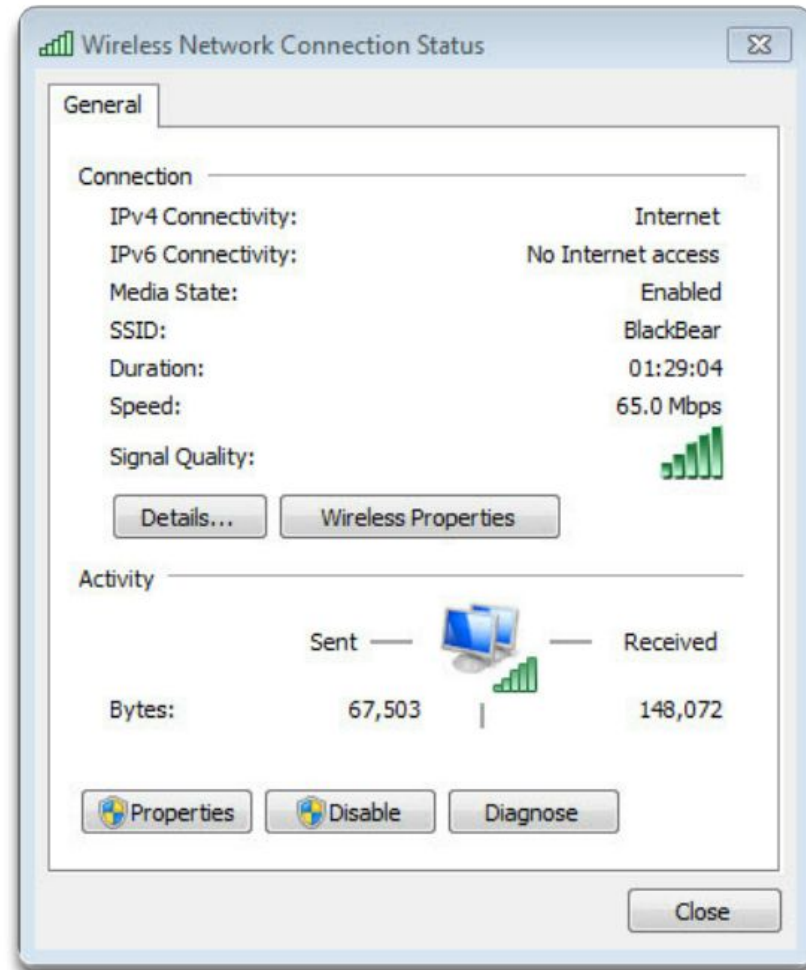 Wireless Network Connection Status
General
Connection
IPv4 Connectivity: Internet
IPv6 Connectivity: No Internet access
Media State: Enabled
SSID: BlackBear
Duration: 01:29:04
Speed: 65.0 Mbps
Signal Quality:
Details... Wireless Properties
Activity
Sent Received
Bytes: 67,503 148,072
Properties Disable Diagnose
Close